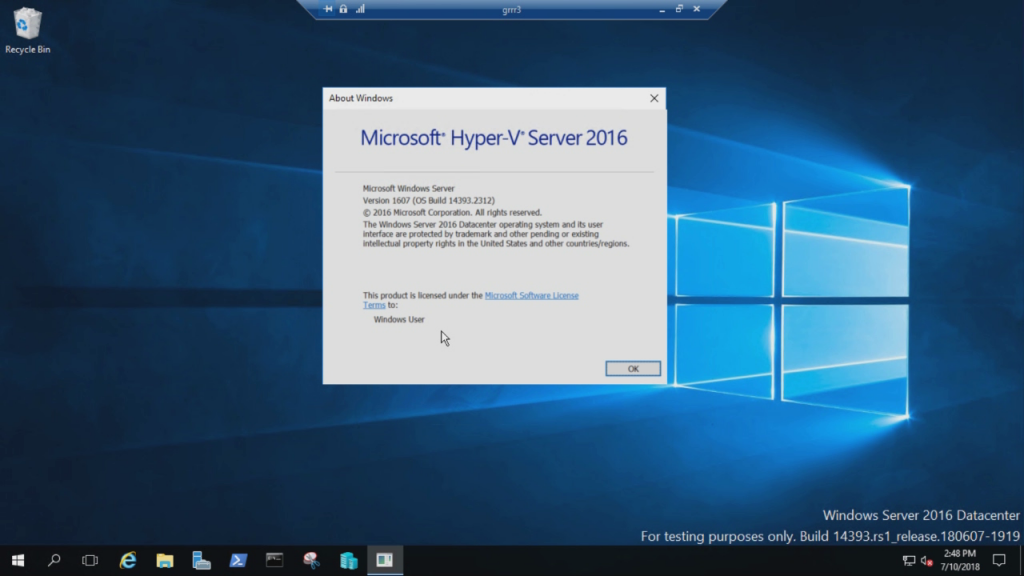 grrr3
Recycle Bin
About Windows
Microsoft® Hyper-V® Server 2016
Microsoft Windows Server
Version 1607 (OS Build 14393.2312)
© 2016 Microsoft Corporation. All rights reserved.
The Windows Server 2016 Datacenter operating system and its user
interface are protected by trademark and other pending or existing
intellectual property rights in the United States and other countries/regions.
This product is licensed under the Microsoft Software License
Terms to:
Windows User
OK
Windows Server 2016 Datacenter
For testing purposes only. Build 14393.rs1_release.180607-1919
2:48 PM
7/10/2018